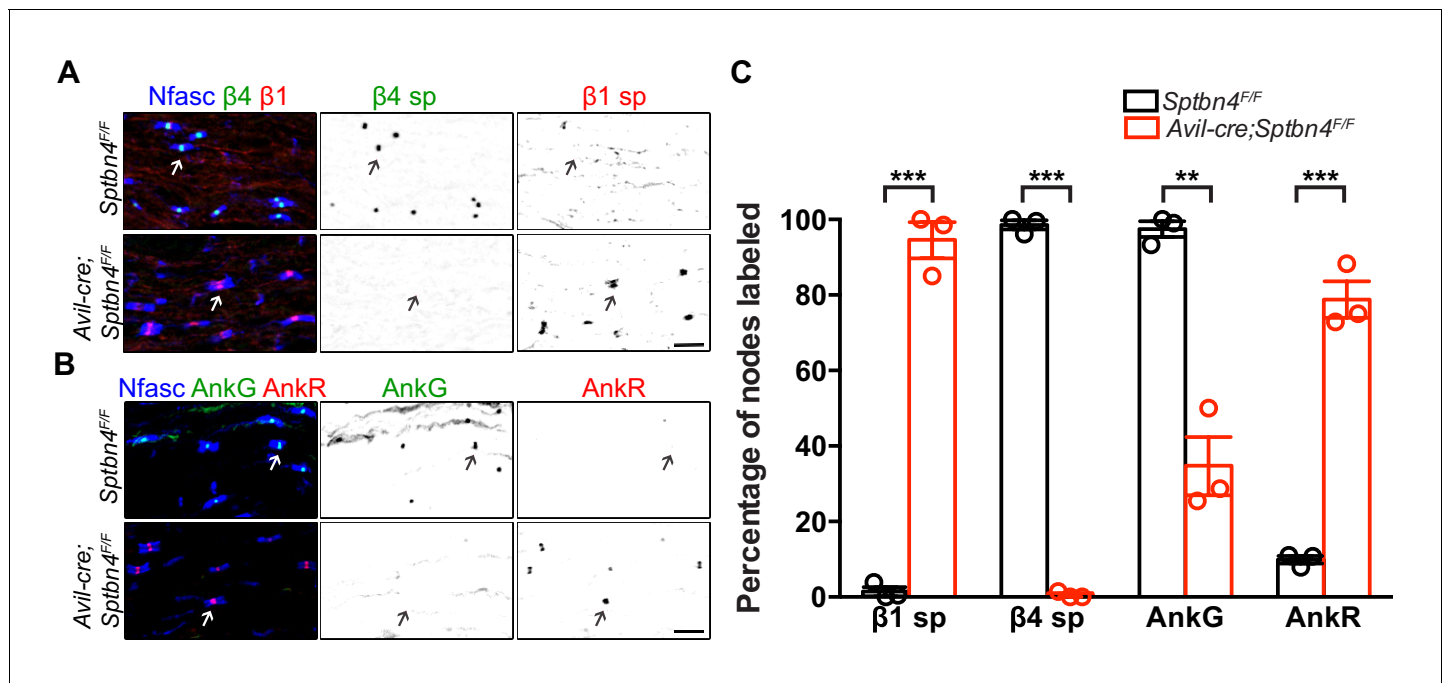 A
Nfasc β4 β1
β4 sp
β1 sp
Sptbn4F/F
Avil-cre;
Sptbn4F/F
B
Nfasc AnkG AnkR
AnkG
AnkR
Sptbn4F/F
Avil-cre;
Sptbn4F/F
C
Sptbn4F/F
Avil-cre;Sptbn4F/F
*** *** ** ***
Percentage of nodes labeled
100
80
60
40
20
0
β1 sp β4 sp AnkG AnkR